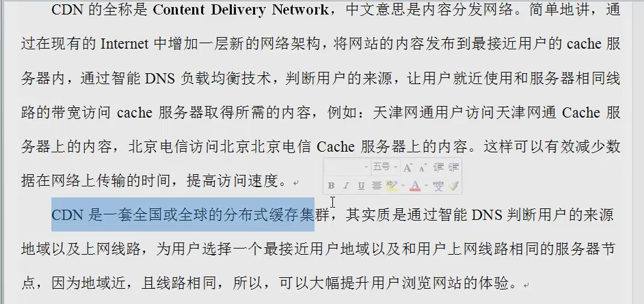 CDN 的全称是 Content Delivery Network，中文意思是内容分发网络。简单地讲，通
过在现有的 Internet 中增加一层新的网络架构，将网站的内容发布到最接近用户的 cache 服
务器内，通过智能 DNS 负载均衡技术，判断用户的来源，让用户就近使用和服务器相同线
路的带宽访问 cache 服务器取得所需的内容，例如：天津网通用户访问天津网通 Cache 服
务器上的内容，北京电信访问北京北京电信 Cache 服务器上的内容。这样可以有效减少数
据在网络上传输的时间，提高访问速度。
五号
B I U
CDN 是一套全国或全球的分布式缓存集群，其实质是通过智能 DNS 判断用户的来源
地域以及上网线路，为用户选择一个最接近用户地域以及和用户上网线路相同的服务器节
点，因为地域近，且线路相同，所以，可以大幅提升用户浏览网站的体验。